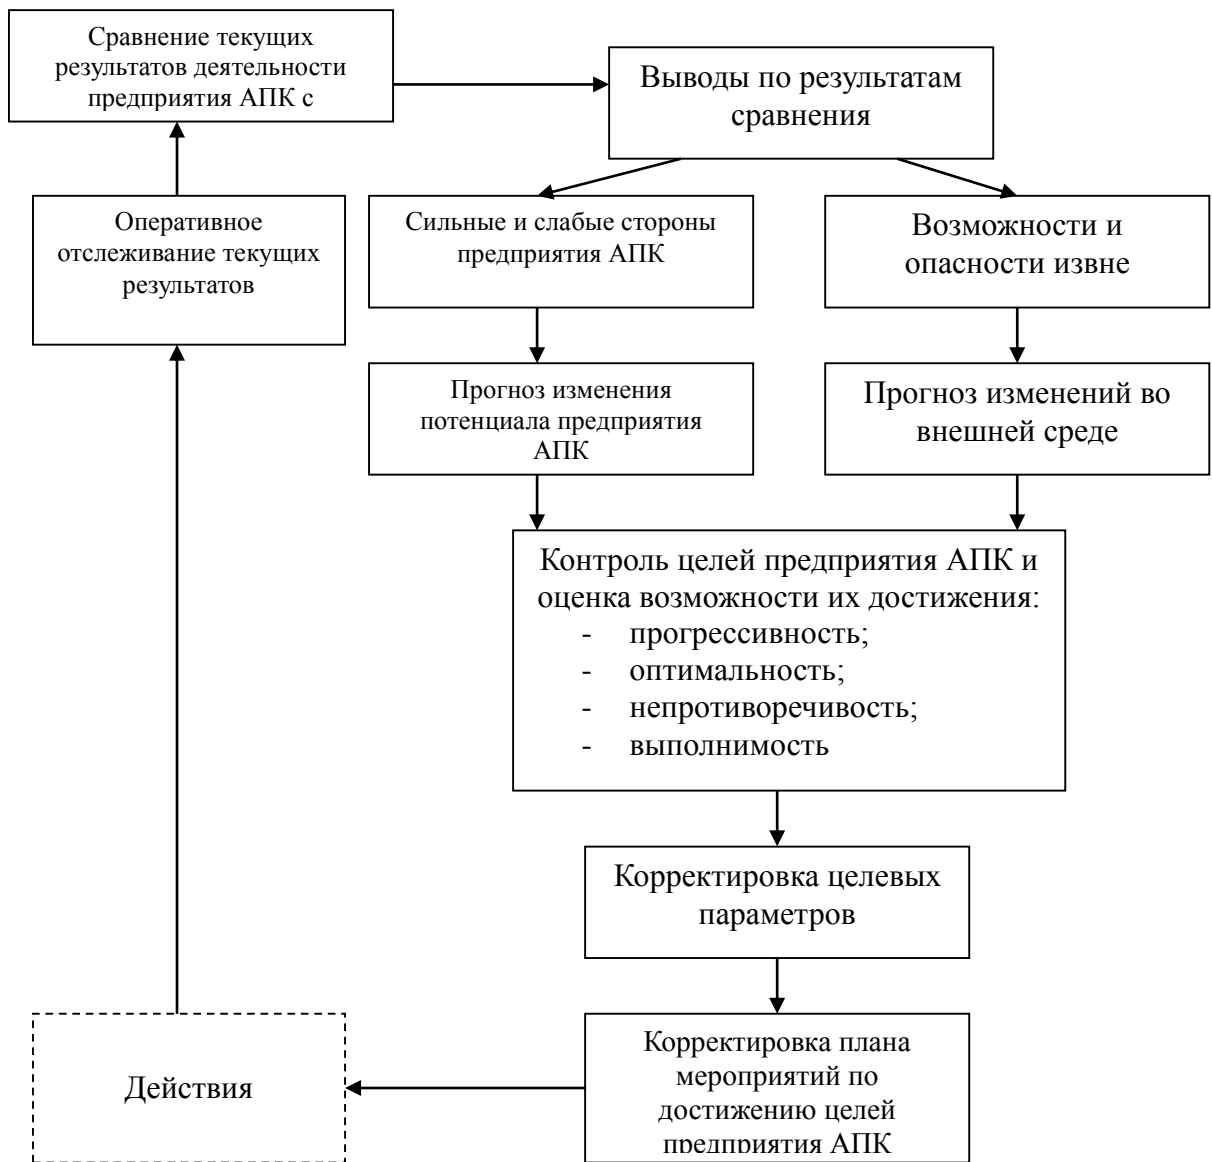 Сравнение текущих
результатов деятельности
предприятия АПК с
Выводы по результатам
сравнения
Оперативное
отслеживание текущих
результатов
Сильные и слабые стороны
предприятия АПК
Возможности и
опасности извне
Прогноз изменения
потенциала предприятия
АПК
Прогноз изменений во
внешней среде
Контроль целей предприятия АПК и
оценка возможности их достижения:
- прогрессивность;
- оптимальность;
- непротиворечивость;
- выполнимость
Корректировка целевых
параметров
Корректировка плана
мероприятий по
достижению целей
предприятия АПК
Действия